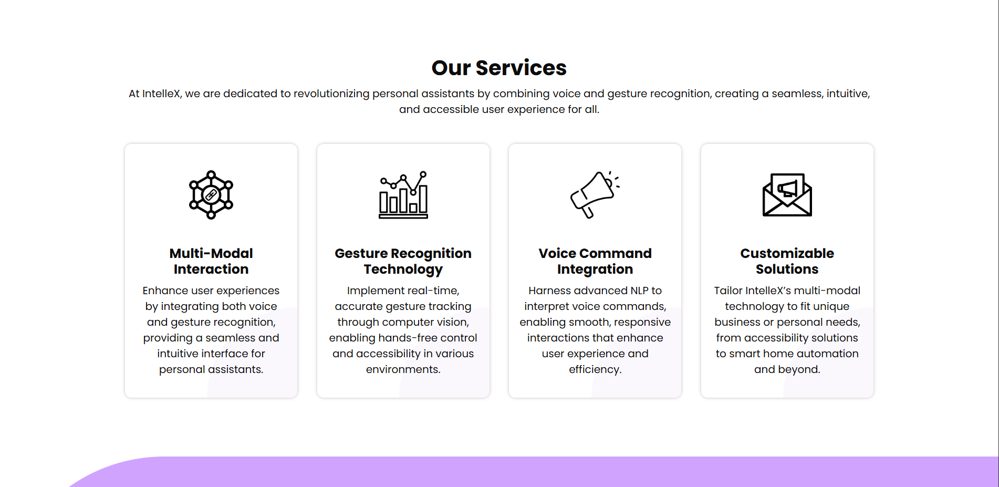 Our Services
At IntelleX, we are dedicated to revolutionizing personal assistants by combining voice and gesture recognition, creating a seamless, intuitive,
and accessible user experience for all.
Multi-Modal
Interaction
Enhance user experiences
by integrating both voice
and gesture recognition,
providing a seamless and
intuitive interface for
personal assistants.
Gesture Recognition
Technology
Implement real-time,
accurate gesture tracking
through computer vision,
enabling hands-free control
and accessibility in various
environments.
Voice Command
Integration
Harness advanced NLP to
interpret voice commands,
enabling smooth, responsive
interactions that enhance
user experience and
efficiency.
Customizable
Solutions
Tailor IntelleX’s multi-modal
technology to fit unique
business or personal needs,
from accessibility solutions
to smart home automation
and beyond.